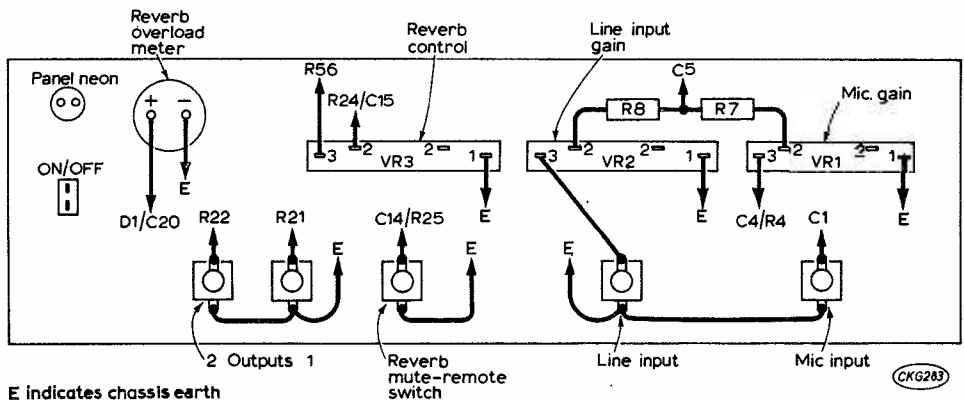 Reverb
overload
meter
Reverb
control
Line input
gain
Panel neon
R56
R24/C15
C5
R8
R7
Mic. gain
+ −
3 2 2 1
VR3
3 2 2 1
VR2
3 2 2 1
VR1
ON/OFF
E
D1/C20
R22
R21
C14/R25
E
E
E
E
E
C4/R4
C1
E
2 Outputs 1
Reverb
mute-remote
switch
Line input
Mic input
E indicates chassis earth
CKG283